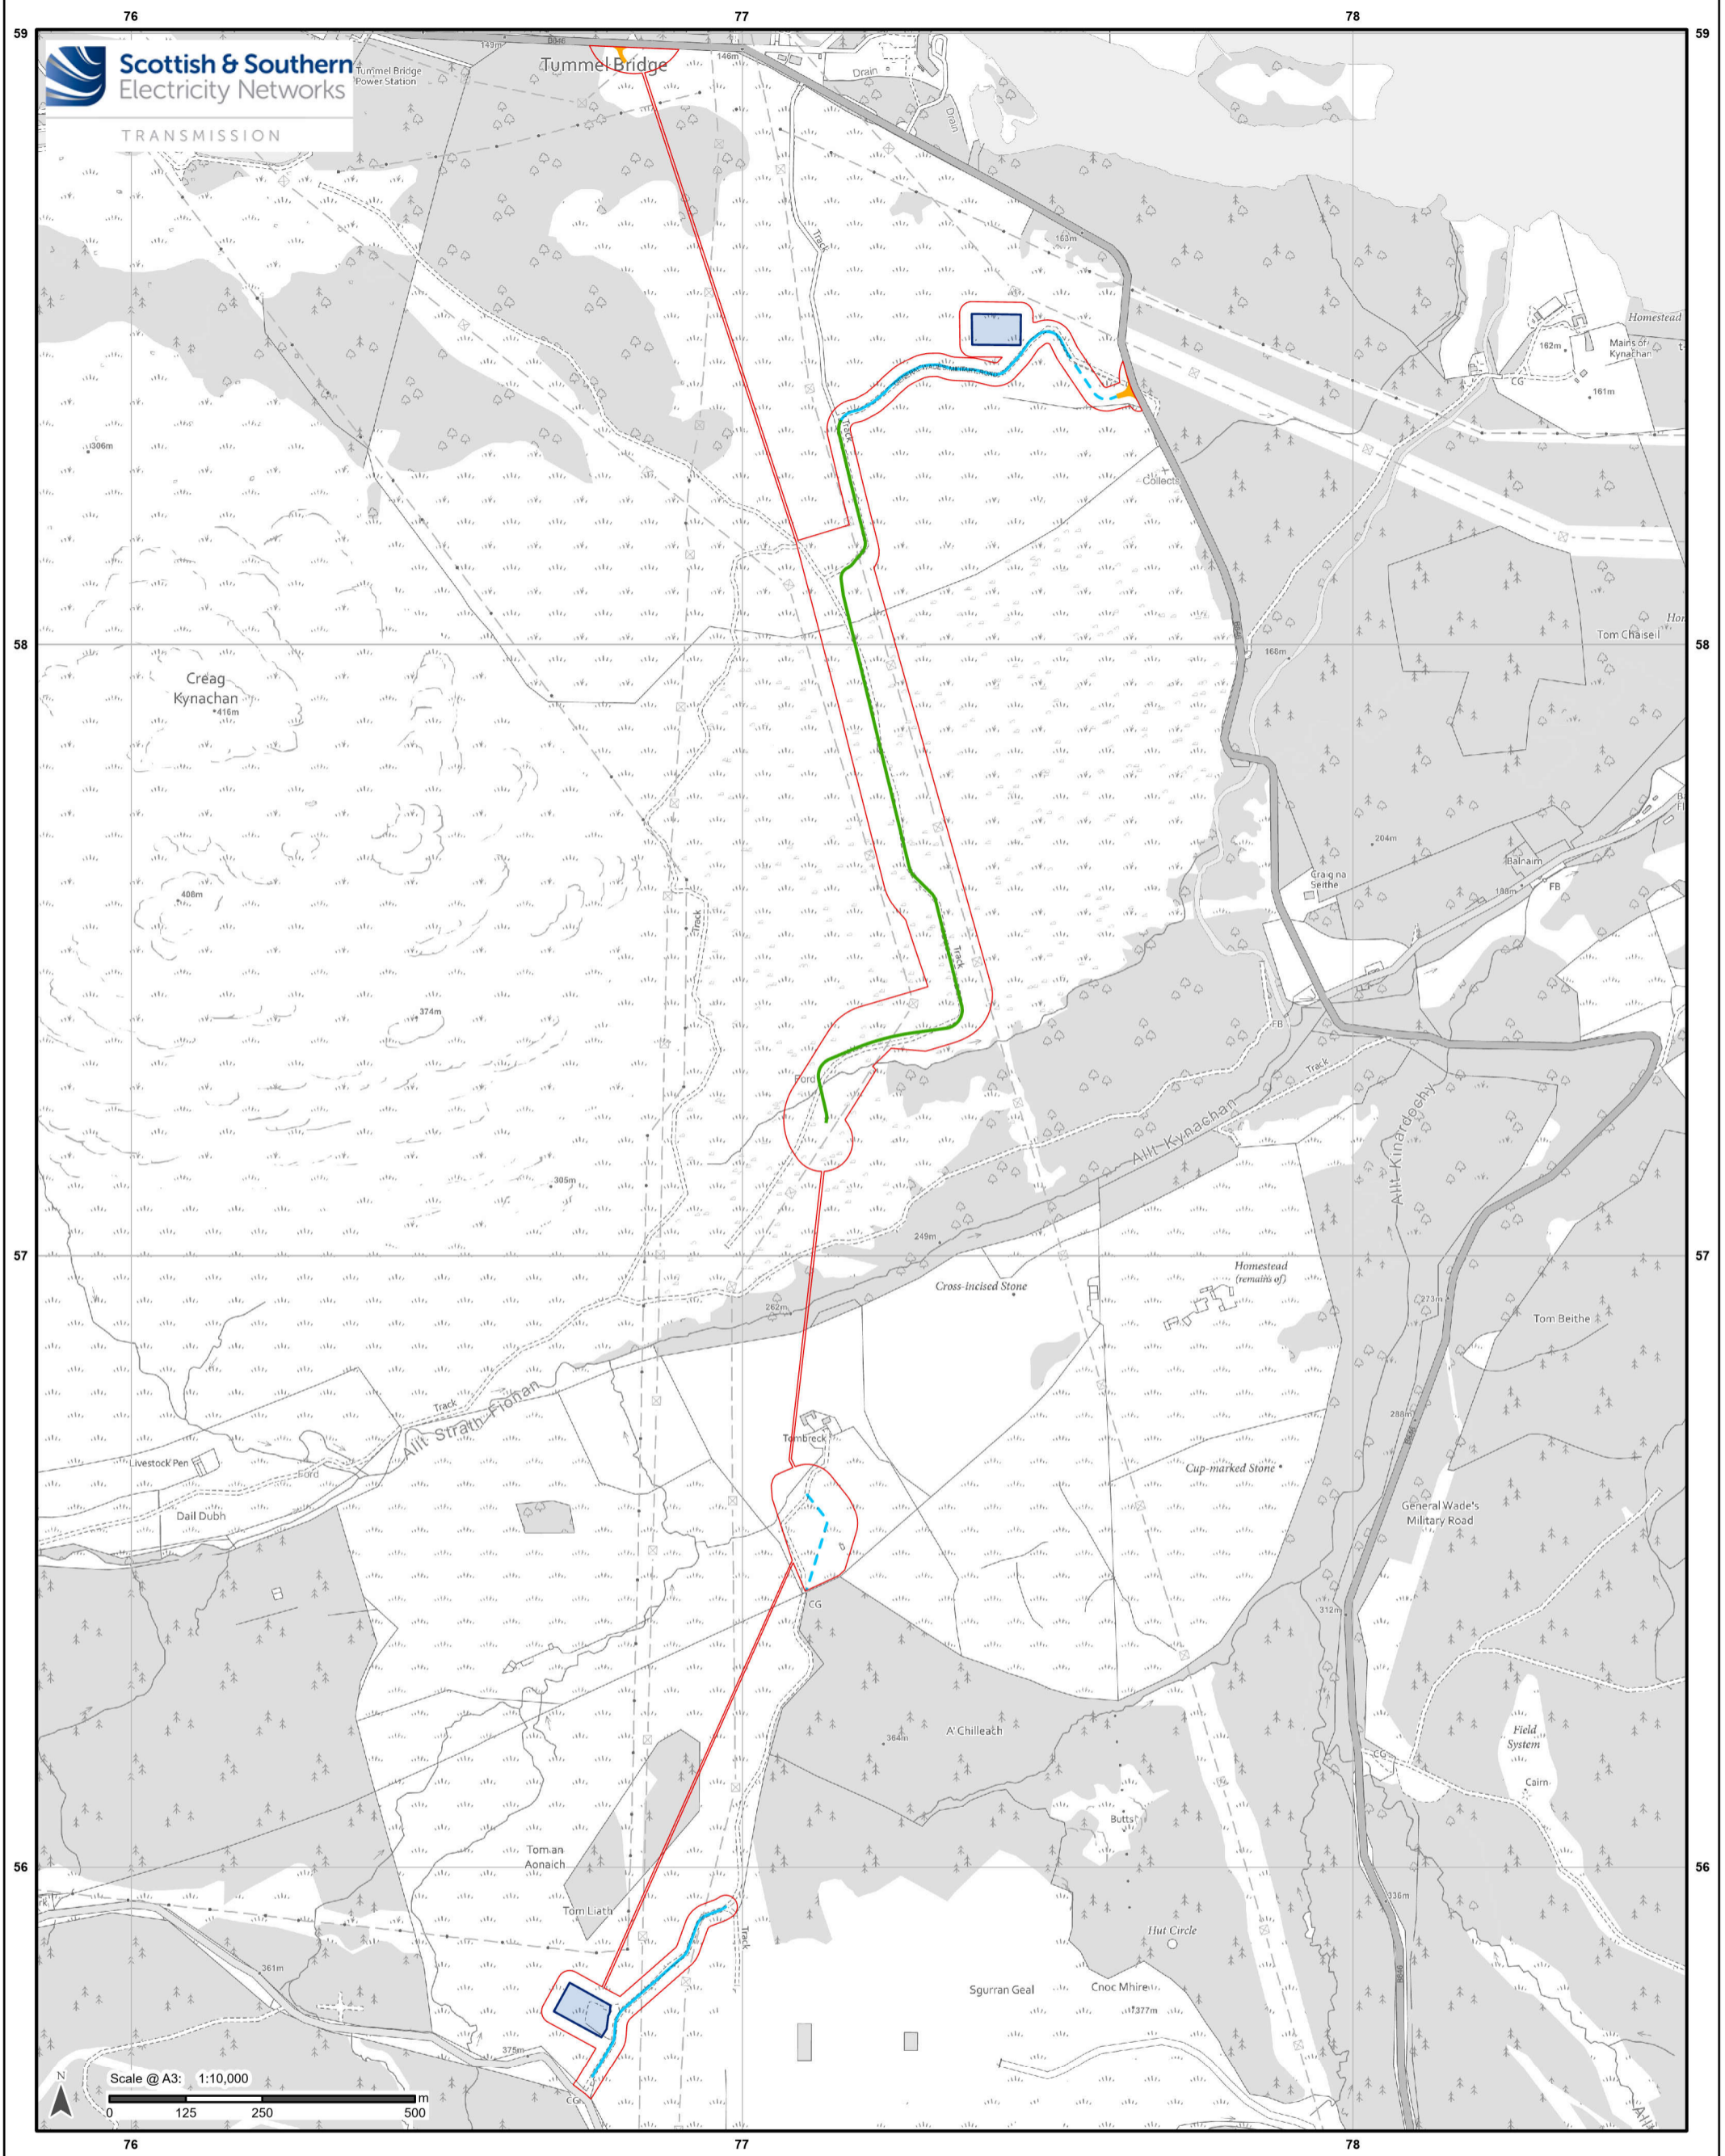 76
77
78
59
59
Scottish & Southern
Electricity Networks
TRANSMISSION
Tummel Bridge
Power Station
149m
Tummel Bridge
146m
Drain
Drain
Track
163m
Homestead
162m
Mains of
Kynachan
CG
161m
Track
306m
Collects
58
58
Tom Chaiseil
168m
Creag
Kynachan
416m
204m
Balnaim
Craig na
Seithe
188m
FB
408m
Track
Track
374m
FB
Track
Ford
Allt Kynachan
Allt Kinardochy
305m
249m
57
57
Homestead
(remains of)
Cross-incised Stone
273m
262m
Tom Beithe
Track
Allt Strath Fionan
288m
Tombreck
Livestock Pen
Ford
Cup-marked Stone
Dail Dubh
General Wade's
Military Road
CG
312m
A' Chilleach
364m
Field
System
CG
Cairn
Butts
Tom an
Aonaich
56
56
336m
Tom Liath
Track
Hut Circle
361m
Sgurran Geal
Cnoc Mhire
377m
375m
CG
N
Scale @ A3: 1:10,000
m
0
125
250
500
76
77
78